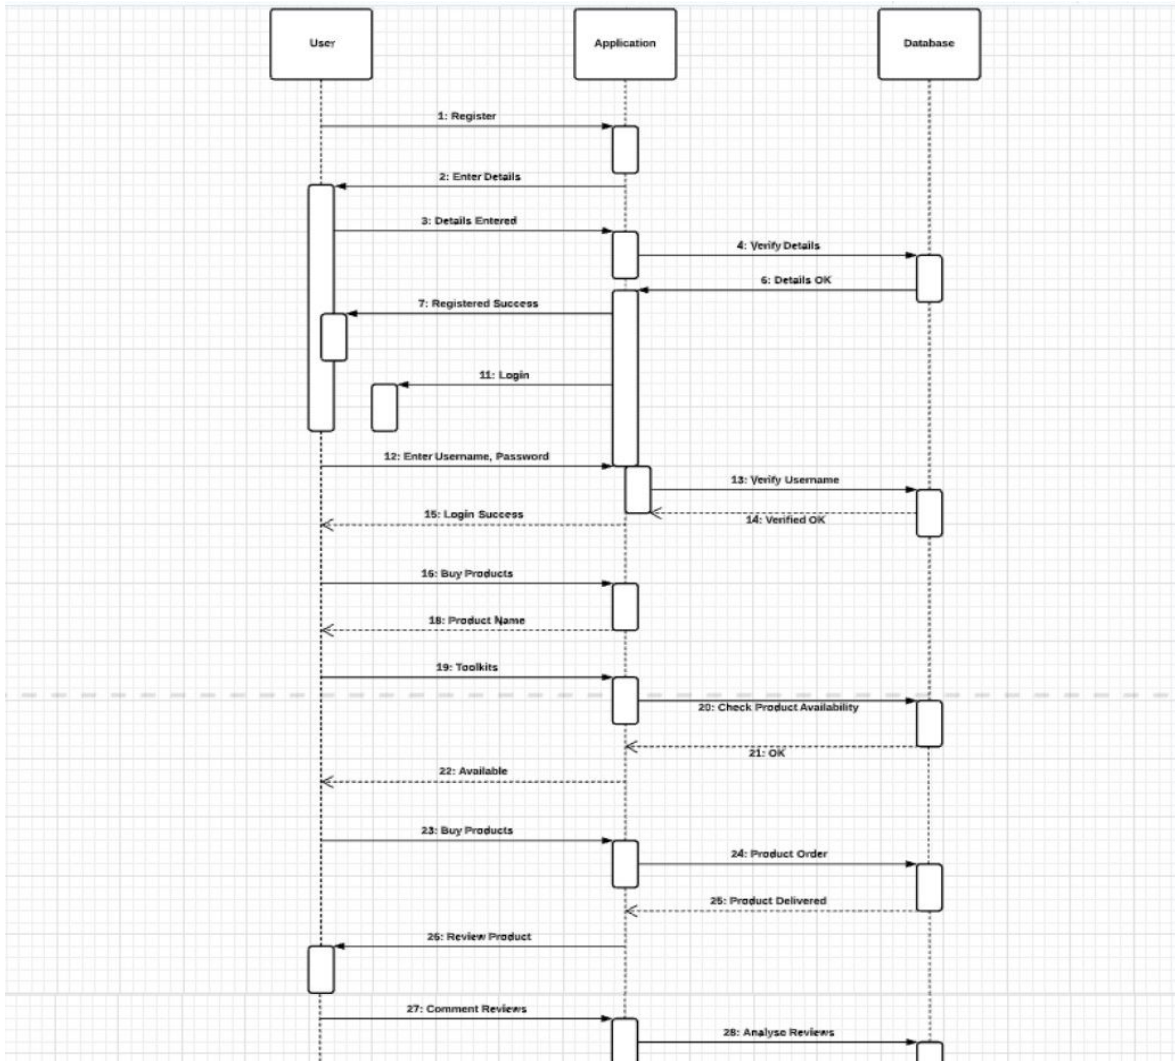 User
Application
Database
1: Register
2: Enter Details
3: Details Entered
4: Verify Details
6: Details OK
7: Registered Success
11: Login
12: Enter Username, Password
13: Verify Username
14: Verified OK
15: Login Success
16: Buy Products
18: Product Name
19: Toolkits
20: Check Product Availability
21: OK
22: Available
23: Buy Products
24: Product Order
25: Product Delivered
26: Review Product
27: Comment Reviews
28: Analyse Reviews